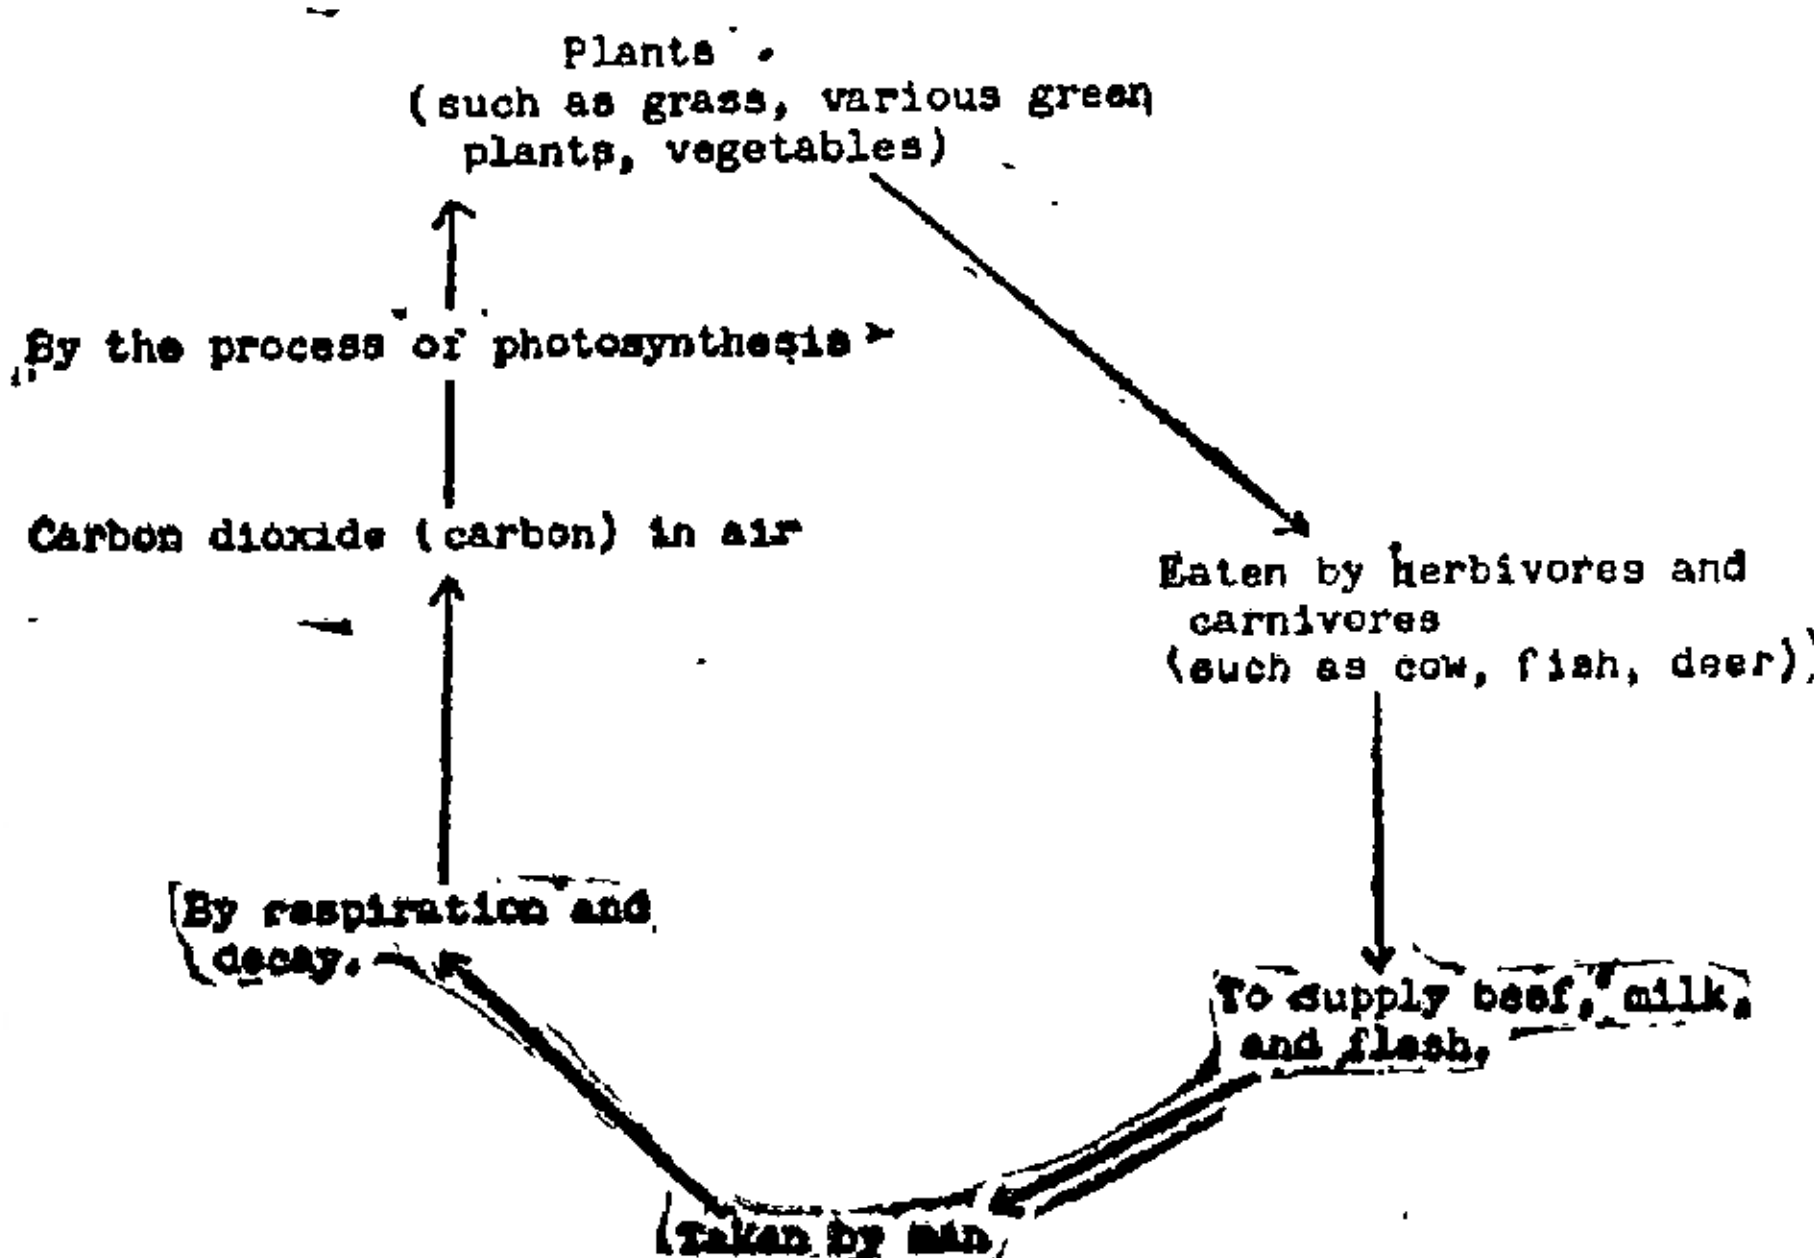 Plants
(such as grass, various green
plants, vegetables)
By the process of photosynthesis
Carbon dioxide (carbon) in air
Eaten by herbivores and
carnivores
(such as cow, fish, deer)
By respiration and
decay.
To supply beef, milk,
and flesh.
Taken by man